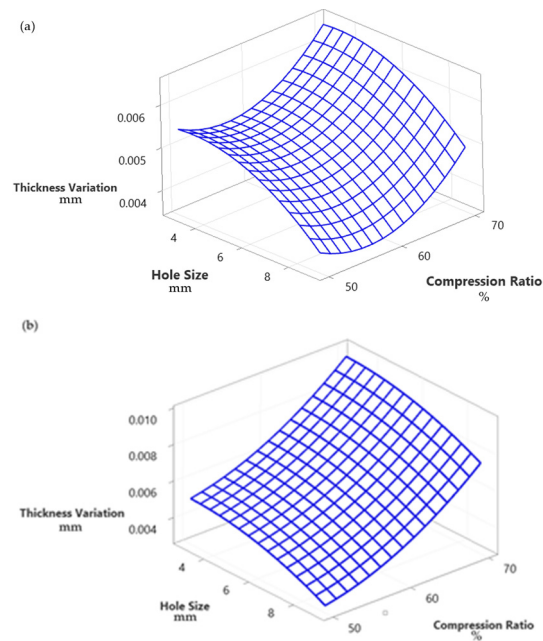 (a)
0.006
0.005
Thickness Variation
mm
0.004
4
6
8
Hole Size
mm
50
60
70
Compression Ratio
%
(b)
0.010
0.008
0.006
Thickness Variation
mm
0.004
4
6
8
Hole Size
mm
50
60
70
Compression Ratio
%